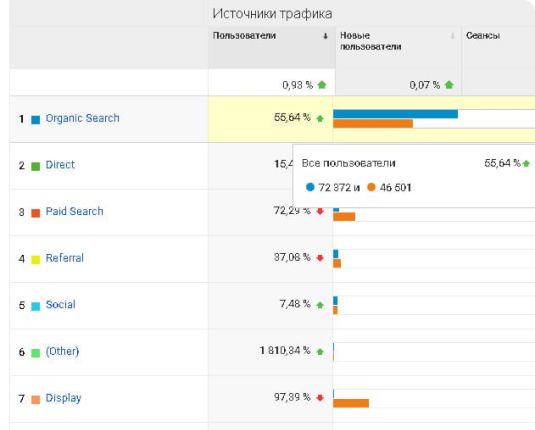 Источники трафика
Пользователи Новые пользователи Сеансы
0,93 % 0,07 %
1 Organic Search 55,64 %
2 Direct 15,4
Все пользователи 55,64 %
72 372 и 46 501
3 Paid Search 72,29 %
4 Referral 37,06 %
5 Social 7,48 %
6 (Other) 1 810,34 %
7 Display 97,39 %